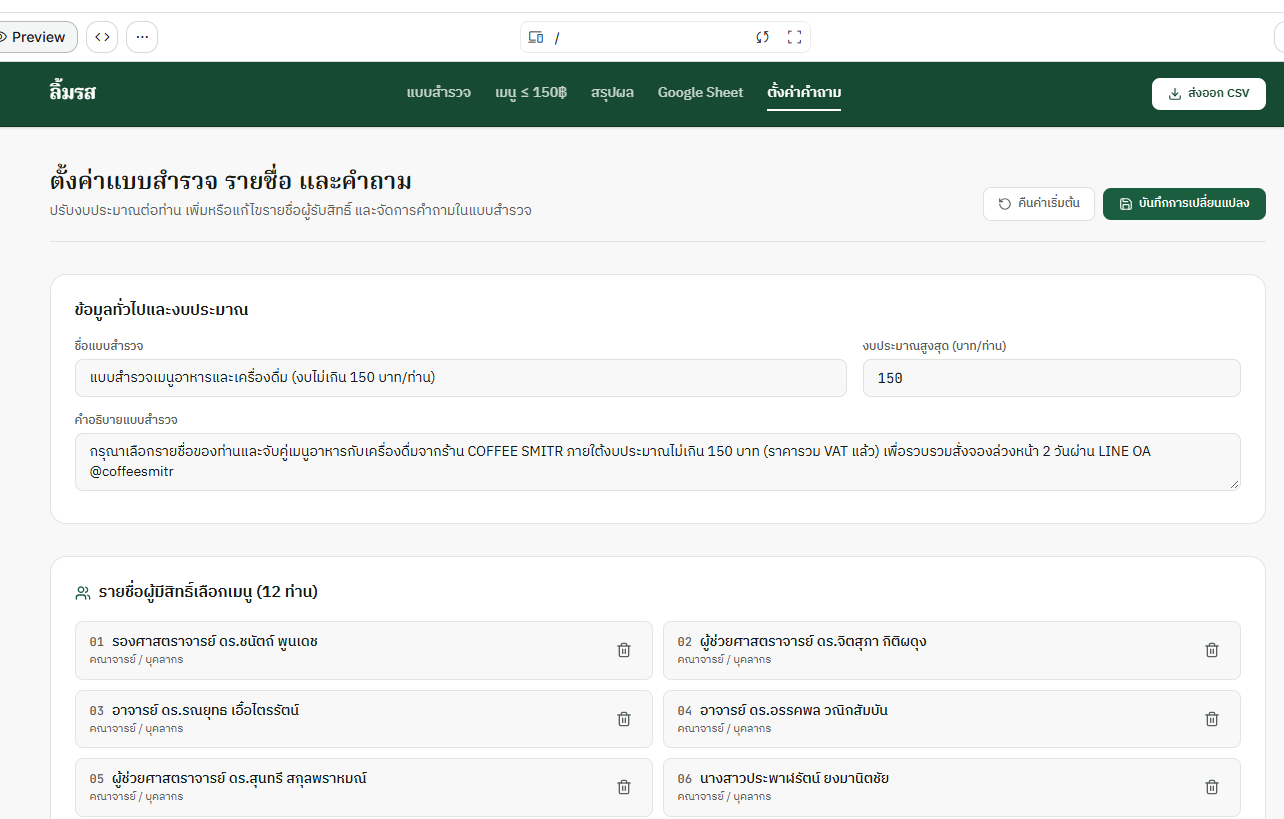 Preview
/
ลิ้มรส
แบบสำรวจ เมนู ≤ 150฿ สรุปผล Google Sheet ตั้งค่าคำถาม ส่งออก CSV
ตั้งค่าแบบสำรวจ รายชื่อ และคำถาม
ปรับงบประมาณต่อท่าน เพิ่มหรือแก้ไขรายชื่อผู้รับสิทธิ์ และจัดการคำถามในแบบสำรวจ
คืนค่าเริ่มต้น บันทึกการเปลี่ยนแปลง
ข้อมูลทั่วไปและงบประมาณ
ชื่อแบบสำรวจ งบประมาณสูงสุด (บาท/ท่าน)
แบบสำรวจเมนูอาหารและเครื่องดื่ม (งบไม่เกิน 150 บาท/ท่าน) 150
คำอธิบายแบบสำรวจ
กรุณาเลือกรายชื่อของท่านและจับคู่เมนูอาหารกับเครื่องดื่มจากร้าน COFFEE SMITR ภายใต้งบประมาณไม่เกิน 150 บาท (ราคารวม VAT แล้ว) เพื่อรวบรวมสั่งจองล่วงหน้า 2 วันผ่าน LINE OA
@coffeesmitr
รายชื่อผู้มีสิทธิ์เลือกเมนู (12 ท่าน)
01 รองศาสตราจารย์ ดร.ชนัตถ์ พูนเดช
คณาจารย์ / บุคลากร
02 ผู้ช่วยศาสตราจารย์ ดร.จิตสุภา กิติผดุง
คณาจารย์ / บุคลากร
03 อาจารย์ ดร.รณยุทธ เอื้อไตรรัตน์
คณาจารย์ / บุคลากร
04 อาจารย์ ดร.อรรคพล วณิกสัมบัน
คณาจารย์ / บุคลากร
05 ผู้ช่วยศาสตราจารย์ ดร.สุนทรี สกุลพราหมณ์
คณาจารย์ / บุคลากร
06 นางสาวประพาฬรัตน์ ยงมานิตชัย
คณาจารย์ / บุคลากร